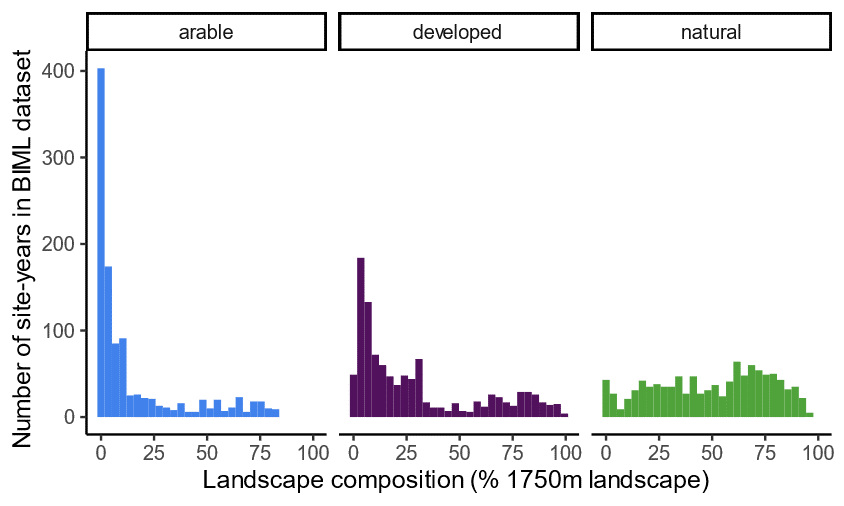 arable
developed
natural
Number of site-years in BIML dataset
400
300
200
100
0
0 25 50 75 100
0 25 50 75 100
0 25 50 75 100
Landscape composition (% 1750m landscape)